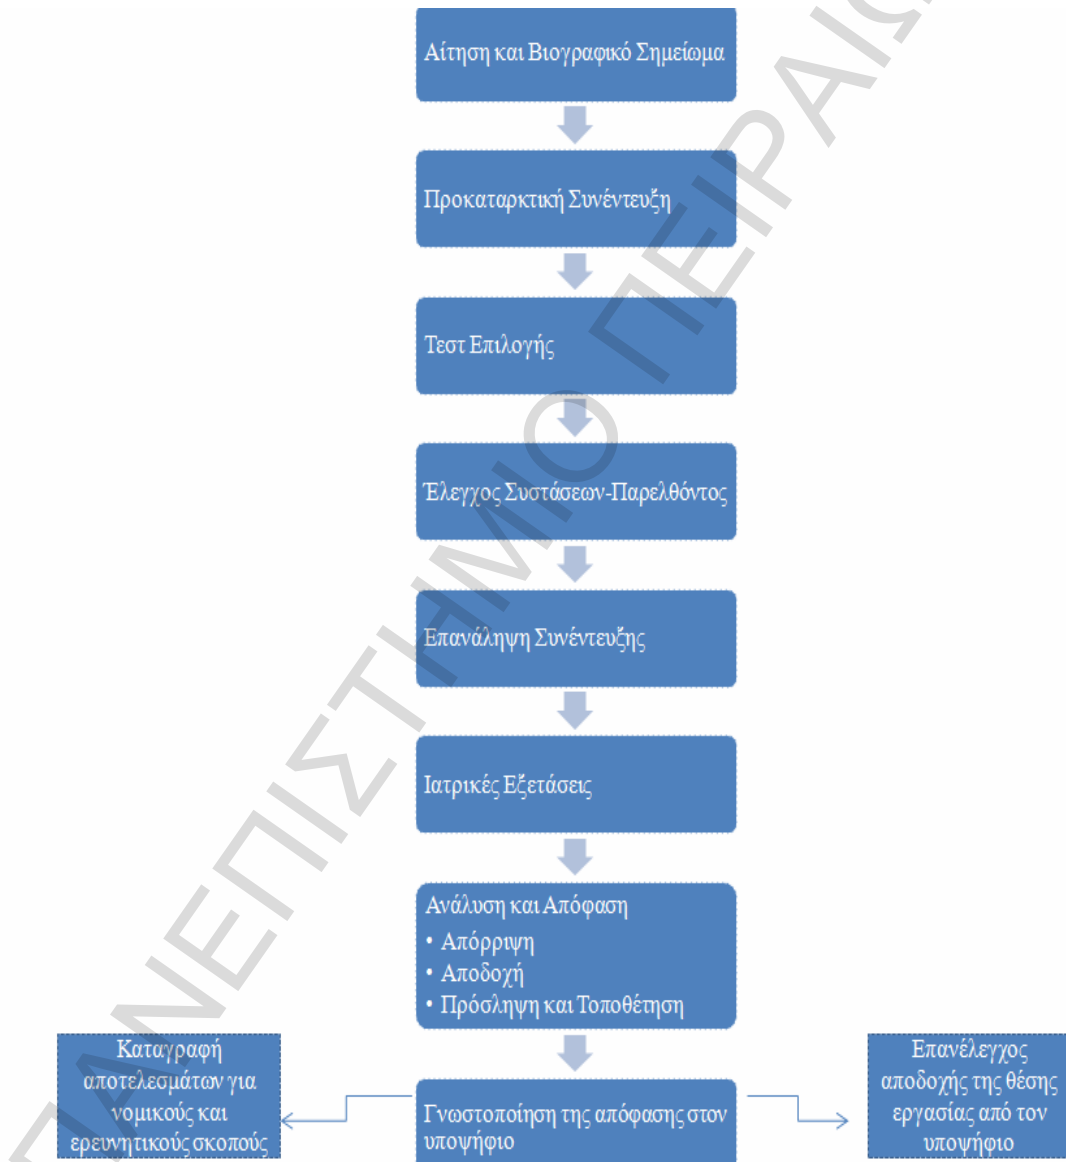 Αίτηση και Βιογραφικό Σημείωμα
Προκαταρκτική Συνέντευξη
Τεστ Επιλογής
Έλεγχος Συστάσεων-Παρελθόντος
Επανάληψη Συνέντευξης
Ιατρικές Εξετάσεις
Ανάλυση και Απόφαση
• Απόρριψη
• Αποδοχή
• Πρόσληψη και Τοποθέτηση
Καταγραφή
αποτελεσμάτων για
νομικούς και
ερευνητικούς σκοπούς
Γνωστοποίηση της απόφασης στον
υποψήφιο
Επανέλεγχος
αποδοχής της θέσης
εργασίας από τον
υποψήφιο
ΠΑΝΕΠΙΣΤΗΜΙΟ ΠΕΙΡΑΙΩ